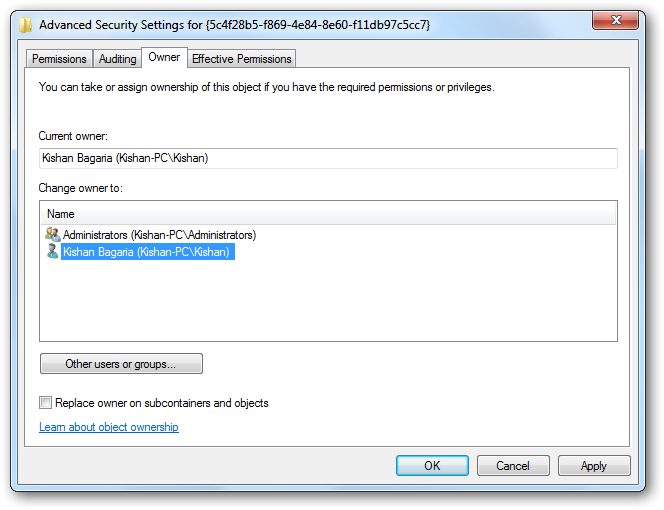 Advanced Security Settings for {5c4f28b5-f869-4e84-8e60-f11db97c5cc7}
Permissions Auditing Owner Effective Permissions
You can take or assign ownership of this object if you have the required permissions or privileges.
Current owner:
Kishan Bagaria (Kishan-PC\Kishan)
Change owner to:
Name
Administrators (Kishan-PC\Administrators)
Kishan Bagaria (Kishan-PC\Kishan)
Other users or groups...
Replace owner on subcontainers and objects
Learn about object ownership
OK Cancel Apply